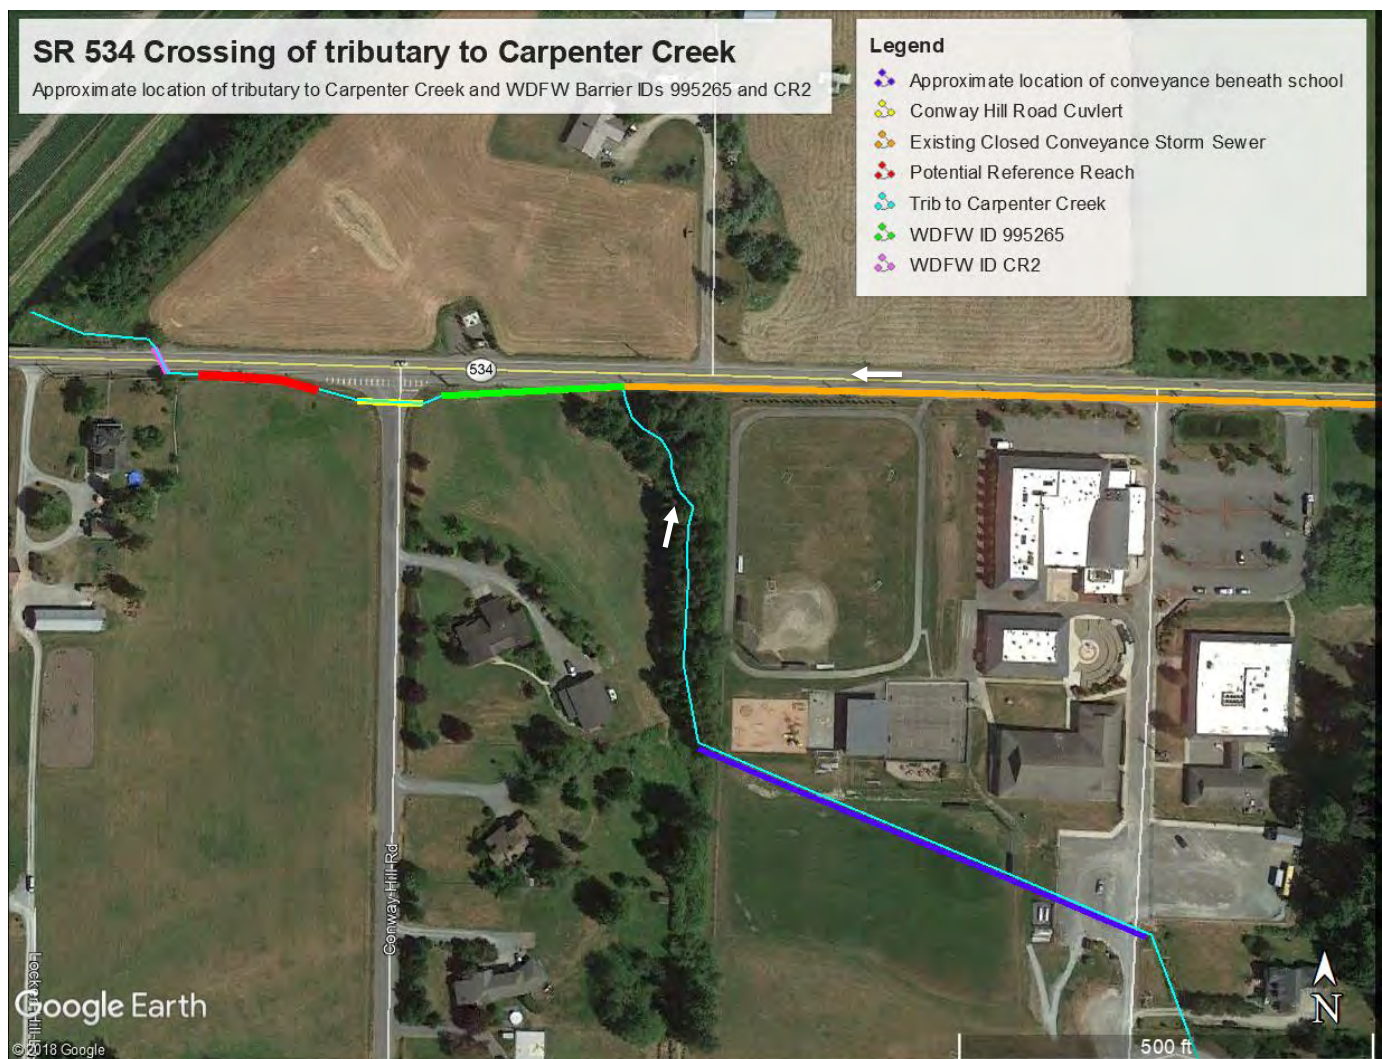 SR 534 Crossing of tributary to Carpenter Creek
Approximate location of tributary to Carpenter Creek and WDFW Barrier IDs 995265 and CR2
Legend
Approximate location of conveyance beneath school
Conway Hill Road Cuvlert
Existing Closed Conveyance Storm Sewer
Potential Reference Reach
Trib to Carpenter Creek
WDFW ID 995265
WDFW ID CR2
534
Conway Hill Rd
Google Earth
N
© 2018 Google
500 ft